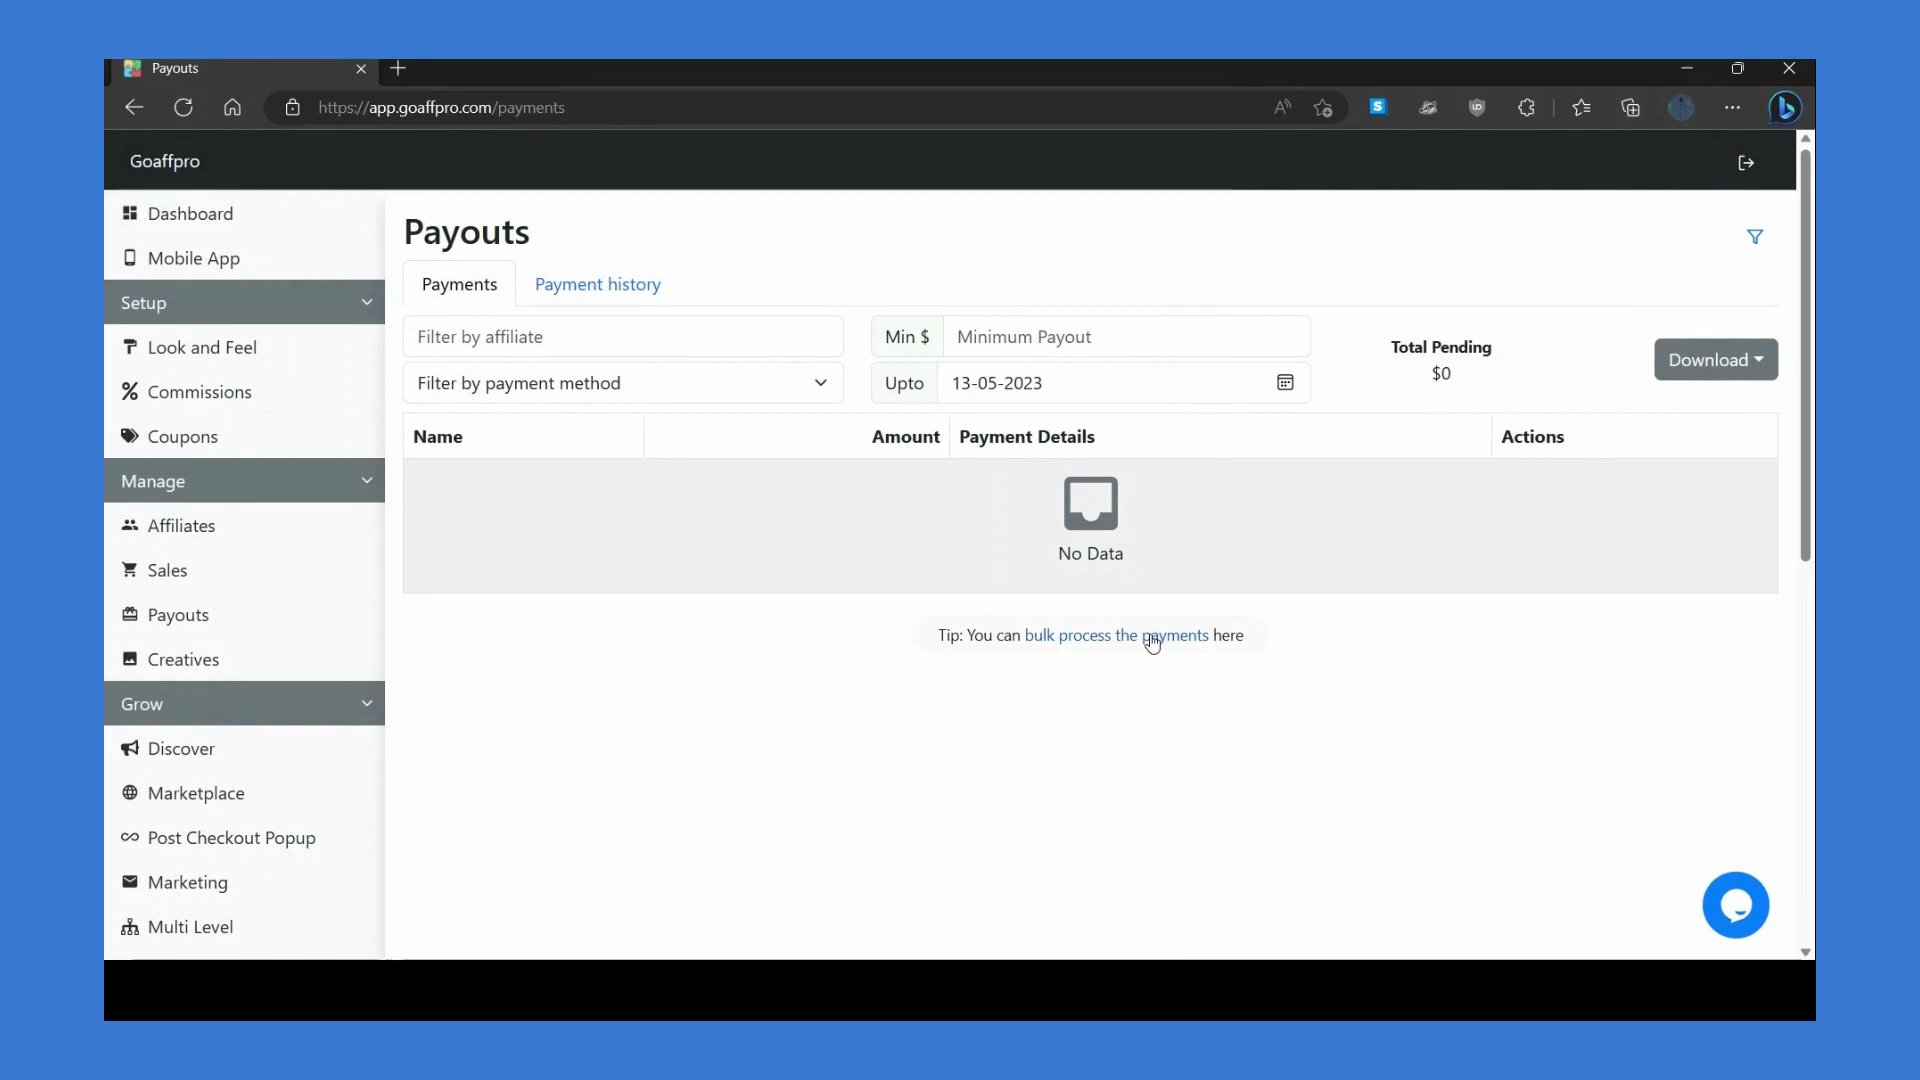 Payouts
https://app.goaffpro.com/payments
Goaffpro
Dashboard
Mobile App
Setup
Look and Feel
Commissions
Coupons
Manage
Affiliates
Sales
Payouts
Creatives
Grow
Discover
Marketplace
Post Checkout Popup
Marketing
Multi Level
Payouts
Payments Payment history
Filter by affiliate
Min $ Minimum Payout
Filter by payment method
Upto 13-05-2023
Total Pending
$0
Download
Name Amount Payment Details Actions
No Data
Tip: You can bulk process the payments here